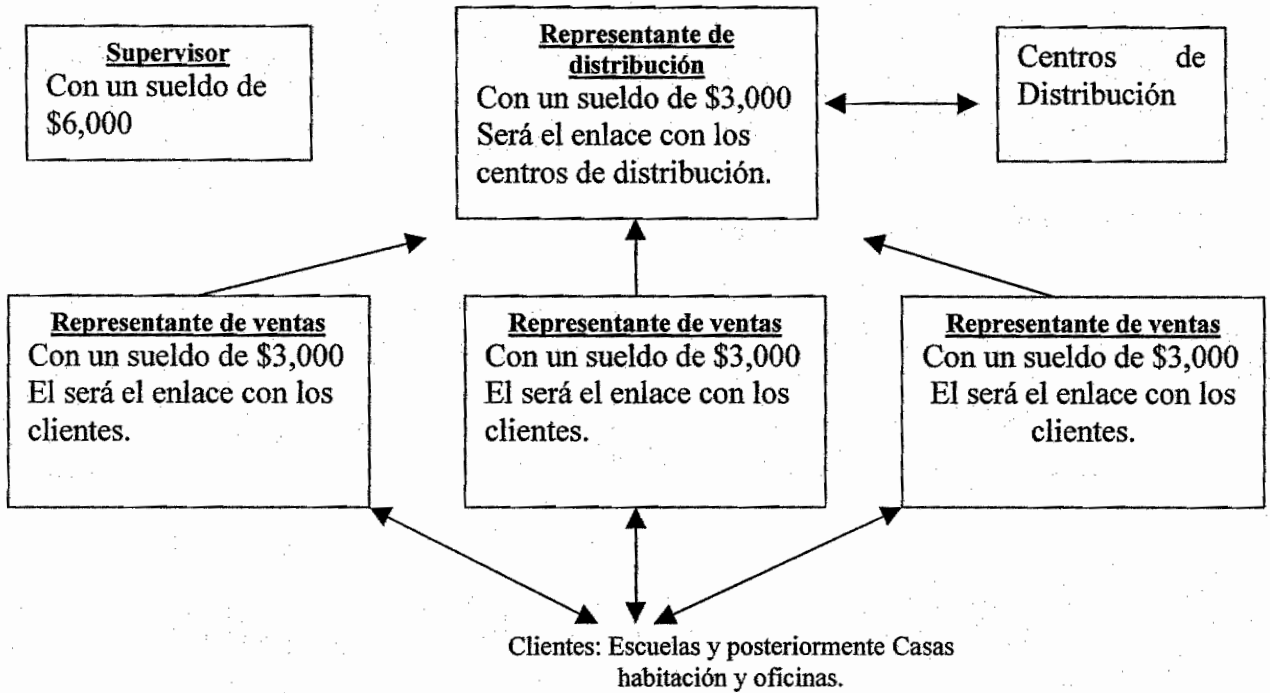 Supervisor
Con un sueldo de
$6,000
Representante de
distribución
Con un sueldo de $3,000
Será el enlace con los
centros de distribución.
Centros de
Distribución
Representante de ventas
Con un sueldo de $3,000
El será el enlace con los
clientes.
Representante de ventas
Con un sueldo de $3,000
El será el enlace con los
clientes.
Representante de ventas
Con un sueldo de $3,000
El será el enlace con los
clientes.
Clientes: Escuelas y posteriormente Casas
habitación y oficinas.